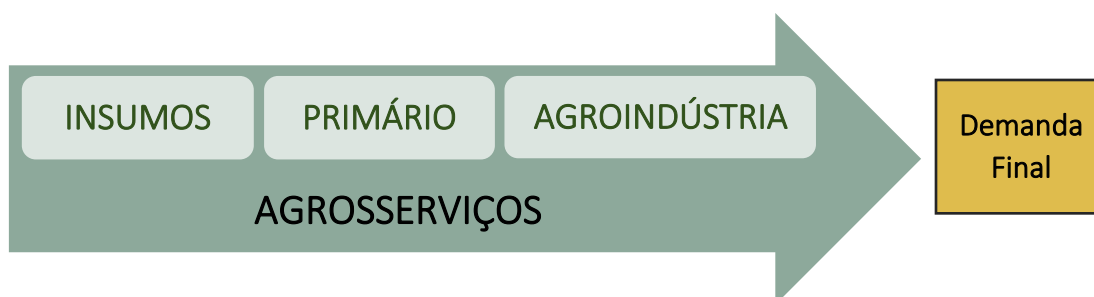 INSUMOS
PRIMÁRIO
AGROINDÚSTRIA
AGROSSERVIÇOS
Demanda
Final